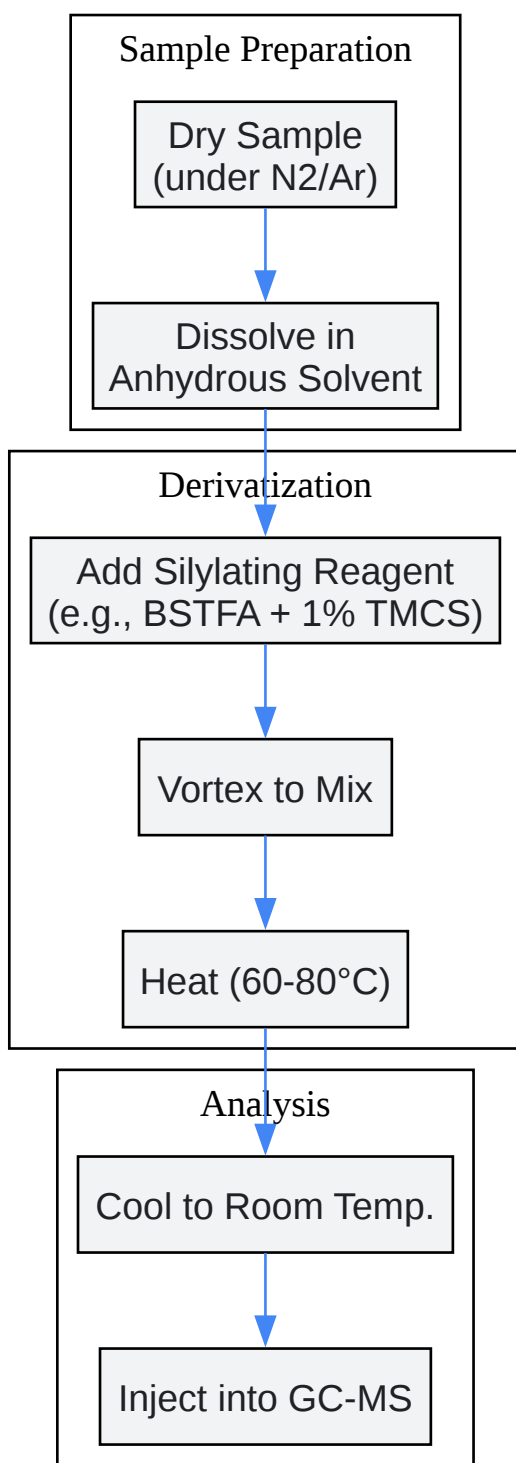 Sample Preparation
Dry Sample
(under N2/Ar)
Dissolve in
Anhydrous Solvent
Derivatization
Add Silylating Reagent
(e.g., BSTFA + 1% TMCS)
Vortex to Mix
Heat (60-80°C)
Analysis
Cool to Room Temp.
Inject into GC-MS